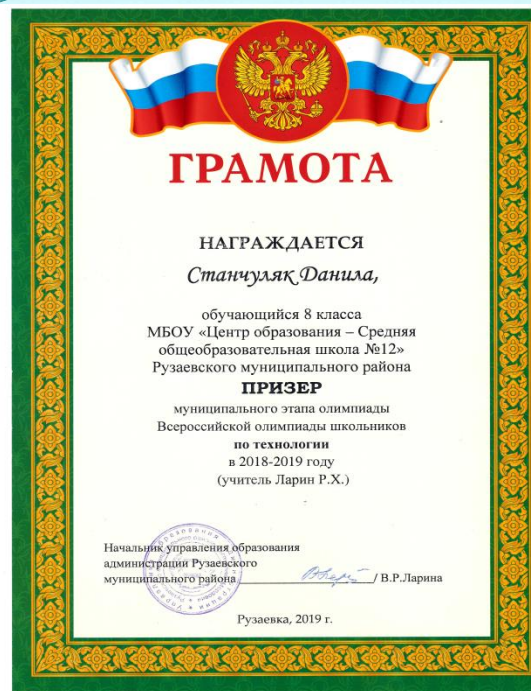 ГРАМОТА
НАГРАЖДАЕТСЯ
Станчуляк Данила,
обучающийся 8 класса
МБОУ «Центр образования – Средняя
общеобразовательная школа №12»
Рузаевского муниципального района
ПРИЗЕР
муниципального этапа олимпиады
Всероссийской олимпиады школьников
по технологии
в 2018-2019 году
(учитель Ларин Р.Х.)
Начальник управления образования
администрации Рузаевского
муниципального района / В.Р.Ларина
Рузаевка, 2019 г.